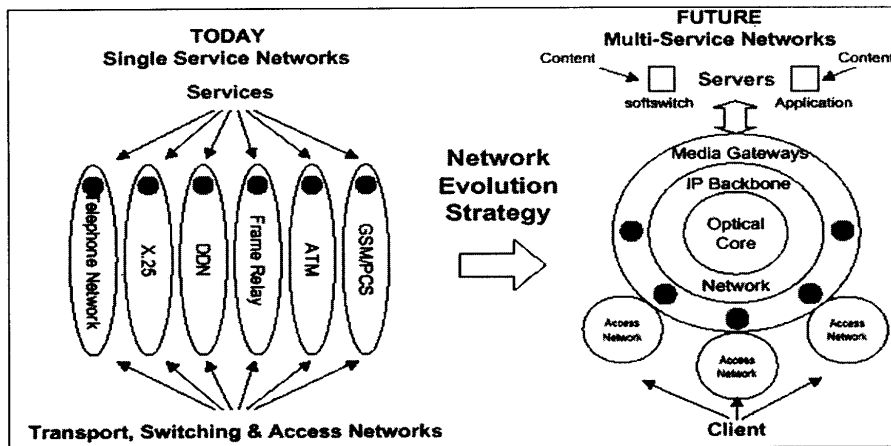 TODAY
Single Service Networks
Services
Telephone Network
X.25
DDN
Frame Relay
ATM
GSM/PCS
Transport, Switching & Access Networks
Network
Evolution
Strategy
FUTURE
Multi-Service Networks
Content
Content
Servers
softswitch
Application
Media Gateways
IP Backbone
Optical
Core
Network
Access
Network
Access
Network
Access
Network
Client